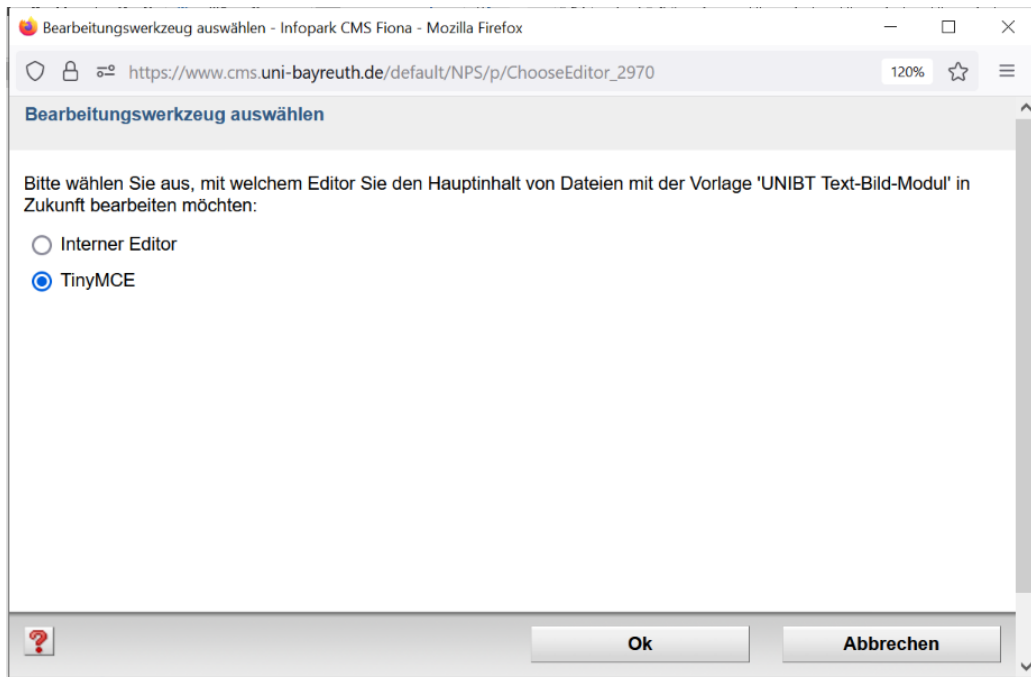 Bearbeitungswerkzeug auswählen - Infopark CMS Fiona - Mozilla Firefox
https://www.cms.uni-bayreuth.de/default/NPS/p/ChooseEditor_2970
120%
Bearbeitungswerkzeug auswählen
Bitte wählen Sie aus, mit welchem Editor Sie den Hauptinhalt von Dateien mit der Vorlage 'UNIBT Text-Bild-Modul' in
Zukunft bearbeiten möchten:
Interner Editor
TinyMCE
?
Ok
Abbrechen